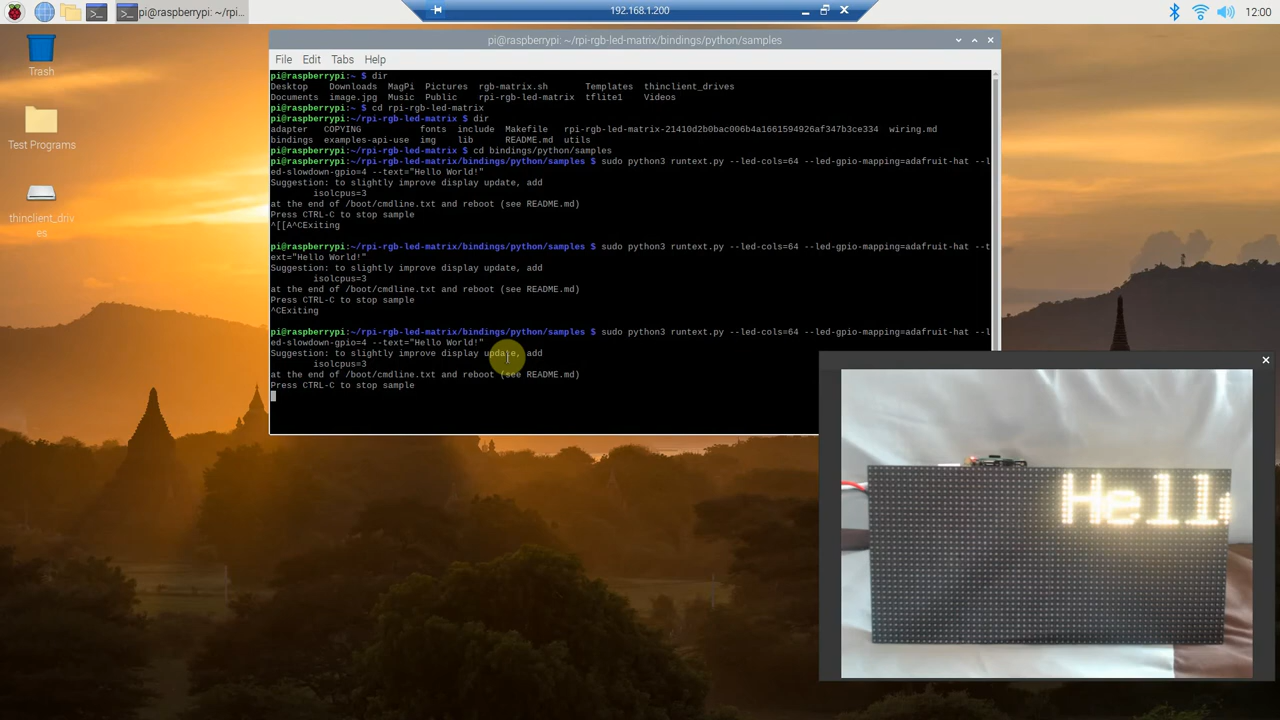 pi@raspberrypi: ~/rpi...
192.168.1.200
12:00
Trash
Test Programs
thinclient_driv
es
pi@raspberrypi: ~/rpi-rgb-led-matrix/bindings/python/samples
File Edit Tabs Help
pi@raspberrypi:~ $ dir
Desktop Downloads MagPi Pictures rgb-matrix.sh Templates thinclient_drives
Documents image.jpg Music Public rpi-rgb-led-matrix tflite1 Videos
pi@raspberrypi:~ $ cd rpi-rgb-led-matrix
pi@raspberrypi:~/rpi-rgb-led-matrix $ dir
adapter COPYING fonts include Makefile rpi-rgb-led-matrix-21410d2b0bac006b4a1661594926af347b3ce334 wiring.md
bindings examples-api-use img lib README.md utils
pi@raspberrypi:~/rpi-rgb-led-matrix $ cd bindings/python/samples
pi@raspberrypi:~/rpi-rgb-led-matrix/bindings/python/samples $ sudo python3 runtext.py --led-cols=64 --led-gpio-mapping=adafruit-hat --l
ed-slowdown-gpio=4 --text="Hello World!"
Suggestion: to slightly improve display update, add
isolcpus=3
at the end of /boot/cmdline.txt and reboot (see README.md)
Press CTRL-C to stop sample
^[[A^CExiting
pi@raspberrypi:~/rpi-rgb-led-matrix/bindings/python/samples $ sudo python3 runtext.py --led-cols=64 --led-gpio-mapping=adafruit-hat --t
ext="Hello World!"
Suggestion: to slightly improve display update, add
isolcpus=3
at the end of /boot/cmdline.txt and reboot (see README.md)
Press CTRL-C to stop sample
^CExiting
pi@raspberrypi:~/rpi-rgb-led-matrix/bindings/python/samples $ sudo python3 runtext.py --led-cols=64 --led-gpio-mapping=adafruit-hat --l
ed-slowdown-gpio=4 --text="Hello World!"
Suggestion: to slightly improve display update, add
isolcpus=3
at the end of /boot/cmdline.txt and reboot (see README.md)
Press CTRL-C to stop sample
Hell